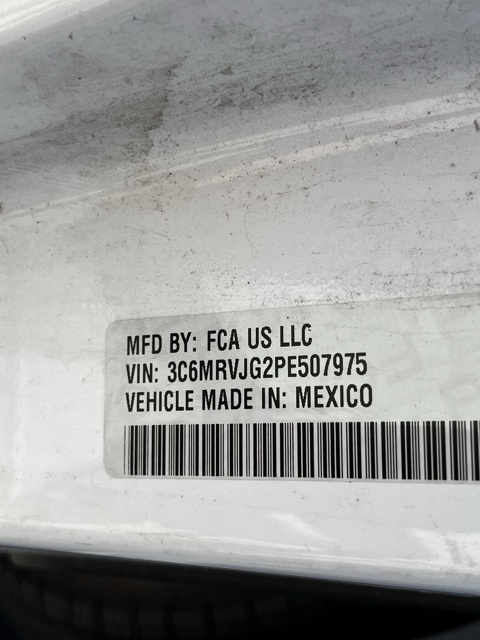 MFD BY: FCA US LLC
VIN: 3C6MRVJG2PE507975
VEHICLE MADE IN: MEXICO